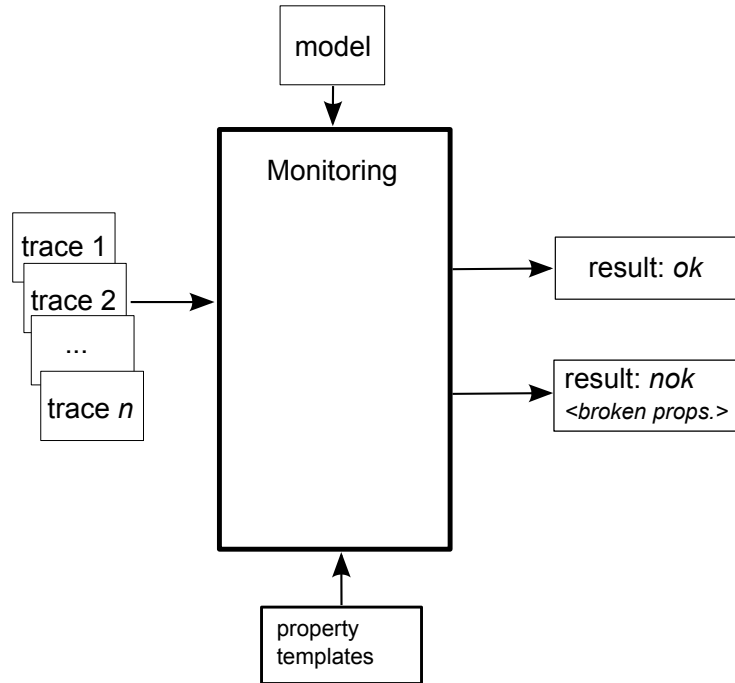 model
Monitoring
trace 1
trace 2
...
trace n
result: ok
result: nok
<broken props.>
property
templates